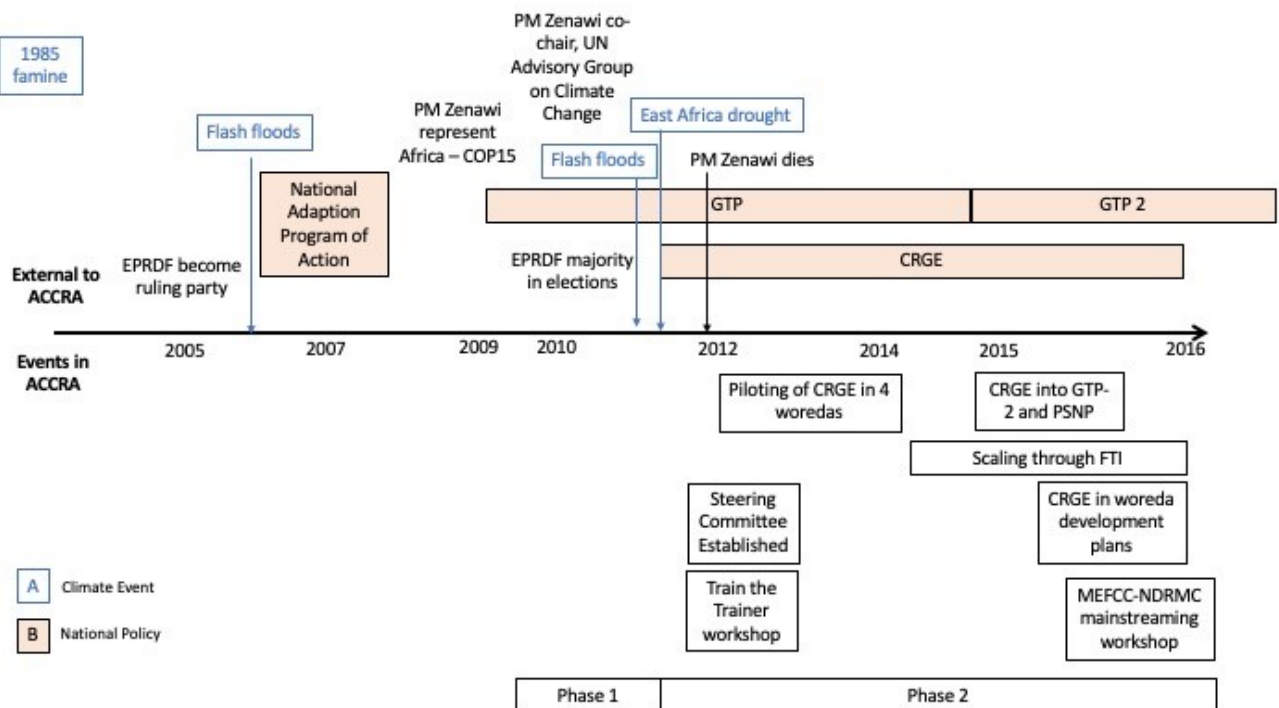 1985
famine
PM Zenawi co-
chair, UN
Advisory Group
on Climate
Change
Flash floods
PM Zenawi
represent
Africa – COP15
East Africa drought
Flash floods
PM Zenawi dies
National
Adaption
Program of
Action
GTP
GTP 2
External to
ACCRA
EPRDF become
ruling party
EPRDF majority
in elections
CRGE
Events in
ACCRA
2005
2007
2009
2010
2012
2014
2015
2016
Piloting of CRGE in 4
woredas
CRGE into GTP-
2 and PSNP
Scaling through FTI
Steering
Committee
Established
CRGE in woreda
development
plans
Train the
Trainer
workshop
MEFCC-NDRMC
mainstreaming
workshop
A
Climate Event
B
National Policy
Phase 1
Phase 2